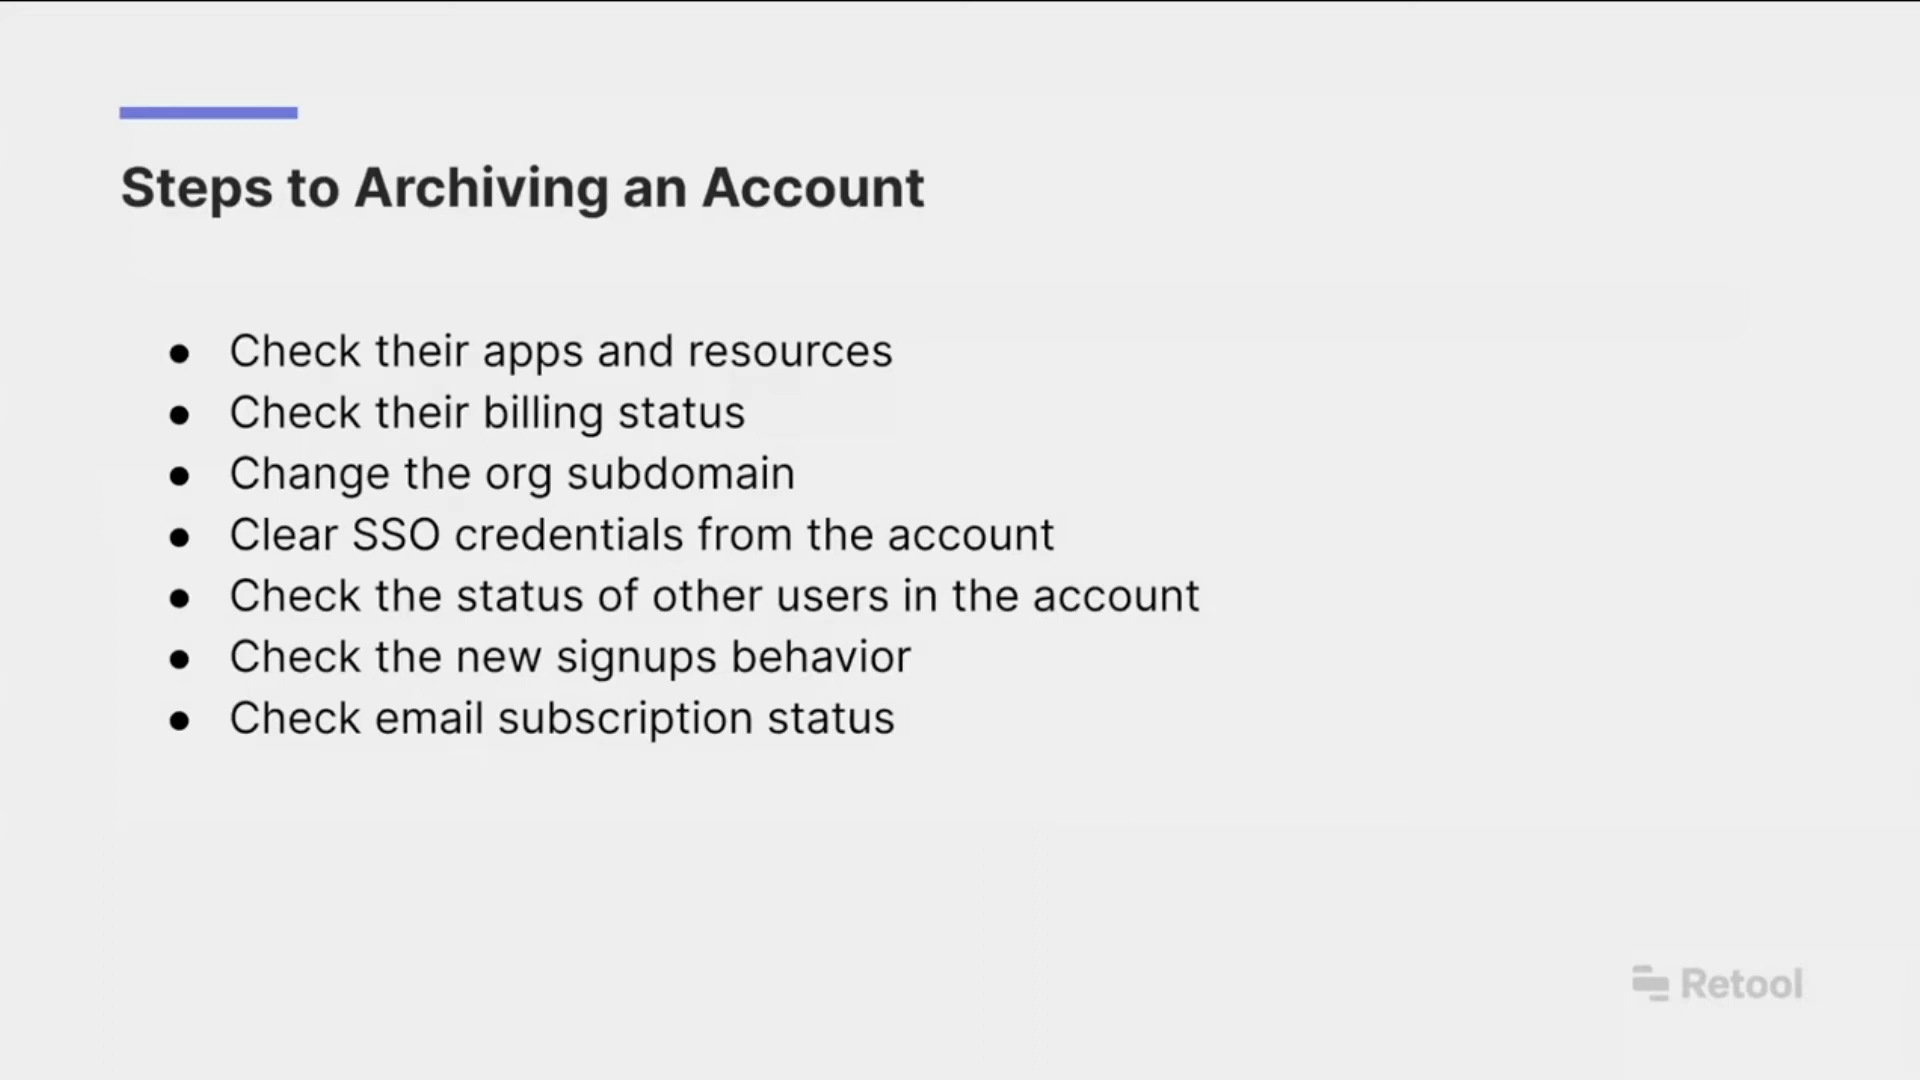 Steps to Archiving an Account
● Check their apps and resources
● Check their billing status
● Change the org subdomain
● Clear SSO credentials from the account
● Check the status of other users in the account
● Check the new signups behavior
● Check email subscription status
Retool